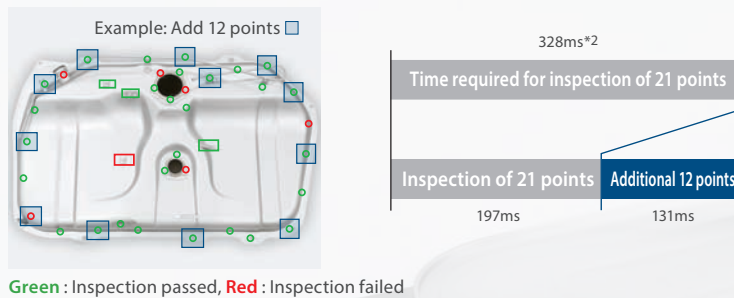 Example: Add 12 points
328ms*2
Time required for inspection of 21 points
Inspection of 21 points
Additional 12 points
197ms
131ms
Green : Inspection passed, Red : Inspection failed